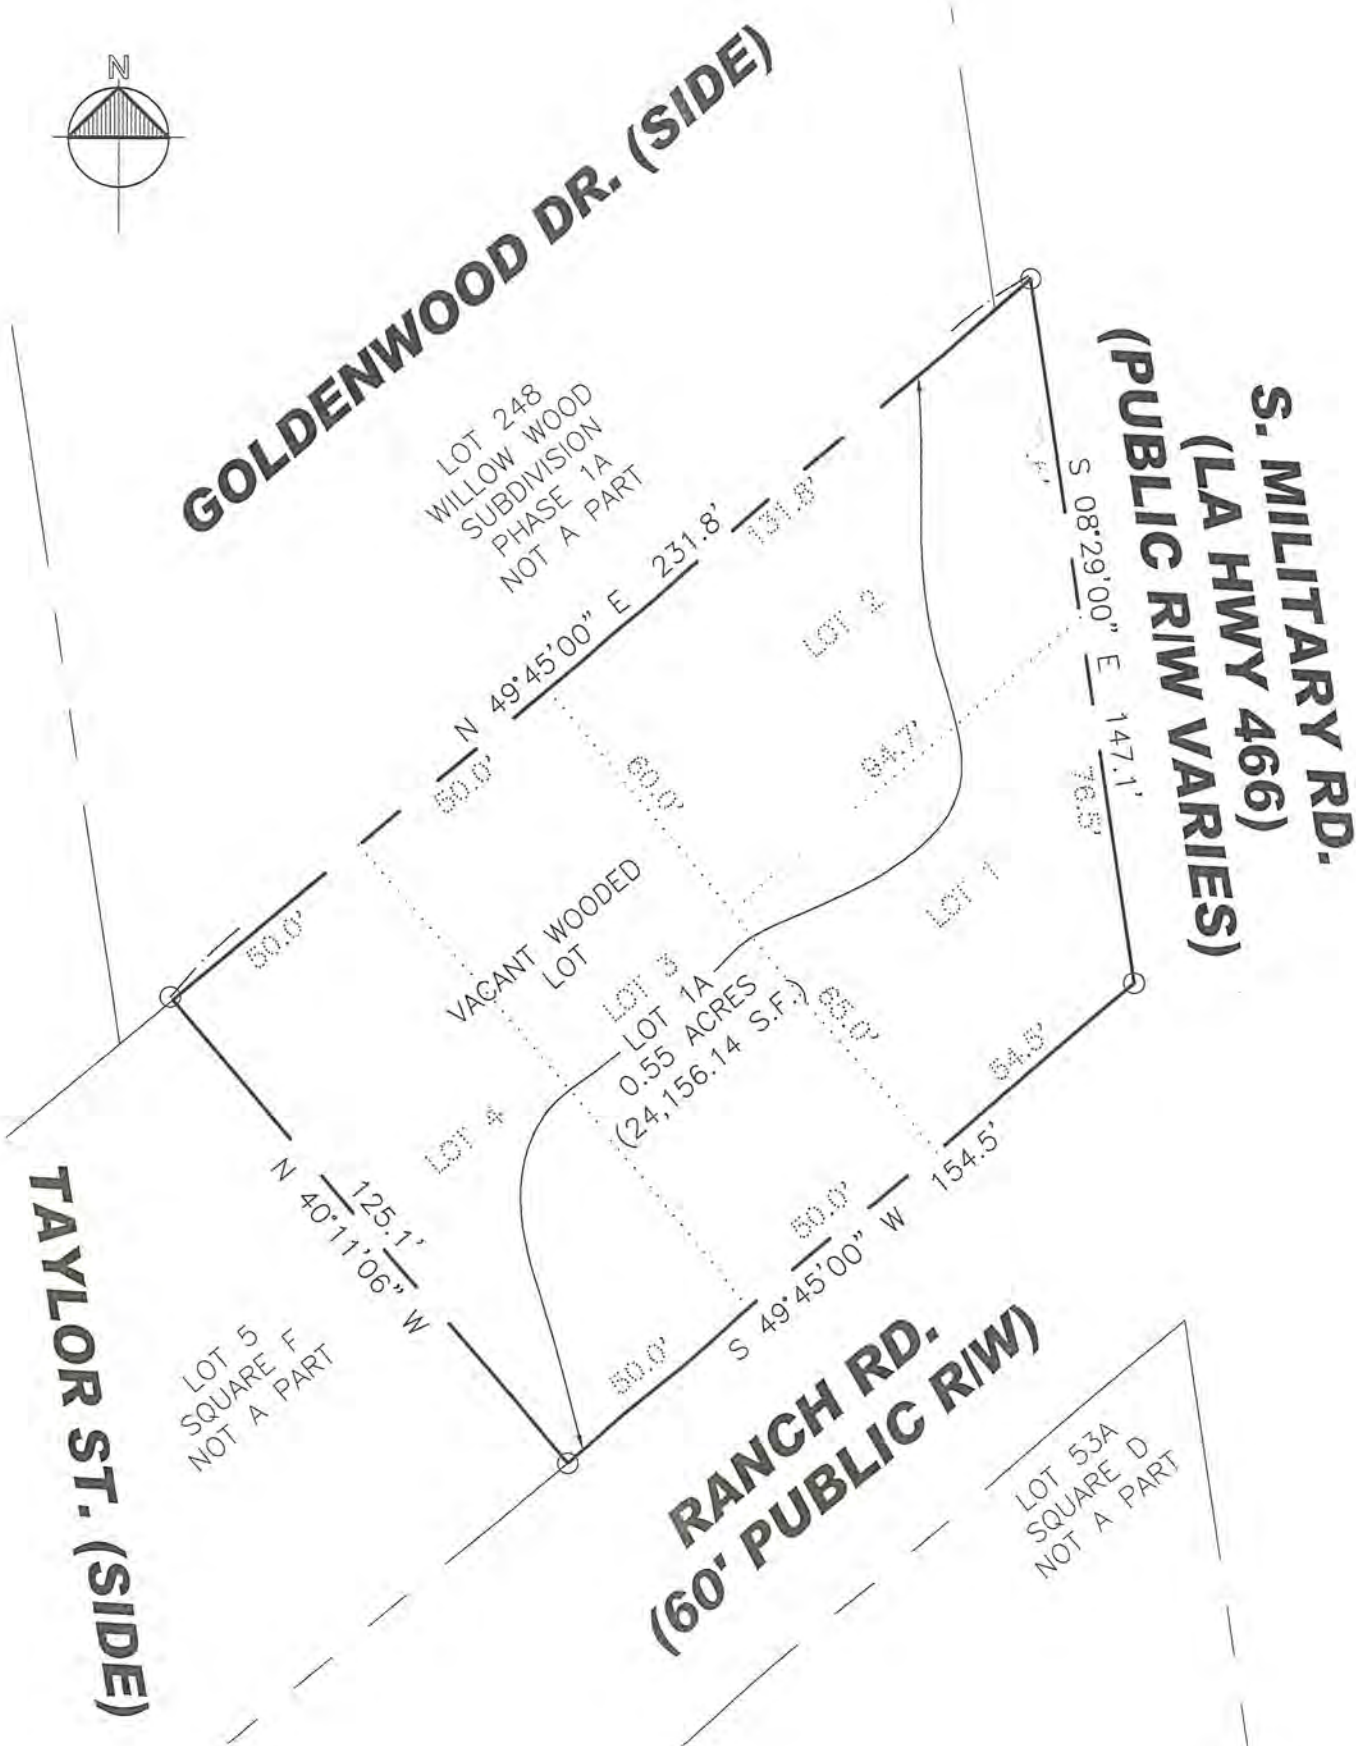 N
GOLDENWOOD DR. (SIDE)
S. MILITARY RD.
(LA HWY 466)
(PUBLIC R/W VARIES)
LOT 248
WILLOW WOOD
SUBDIVISION
PHASE 1A
NOT A PART
N 49°45'00" E 231.8'
131.8'
50.0'
50.0'
S 08°29'00" E 147.1'
76.5'
LOT 2
94.7'
60.0'
LOT 1
VACANT WOODED
LOT
LOT 3
LOT 1A
0.55 ACRES
(24,156.14 S.F.)
65.0'
54.5'
LOT 4
N 40°11'06" W
125.1'
50.0'
50.0'
S 49°45'00" W 154.5'
TAYLOR ST. (SIDE)
LOT 5
SQUARE F
NOT A PART
RANCH RD.
(60' PUBLIC R/W)
LOT 53A
SQUARE D
NOT A PART